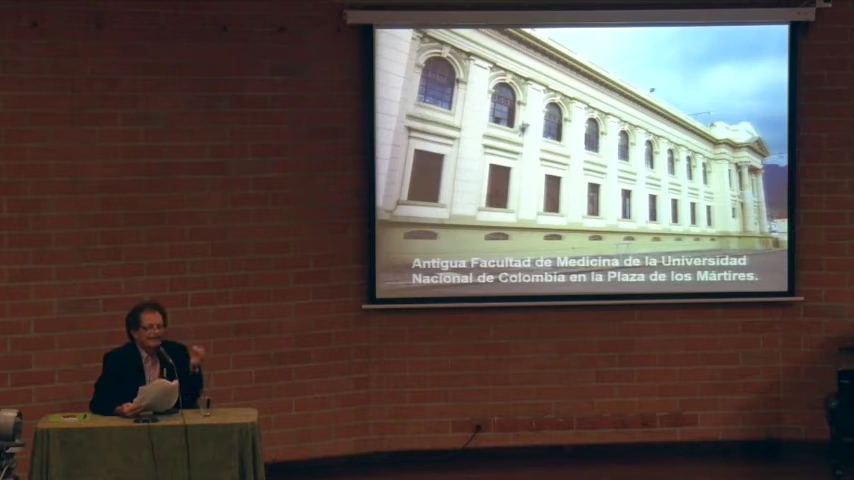 Antigua Facultad de Medicina de la Universidad
Nacional de Colombia en la Plaza de los Mártires.